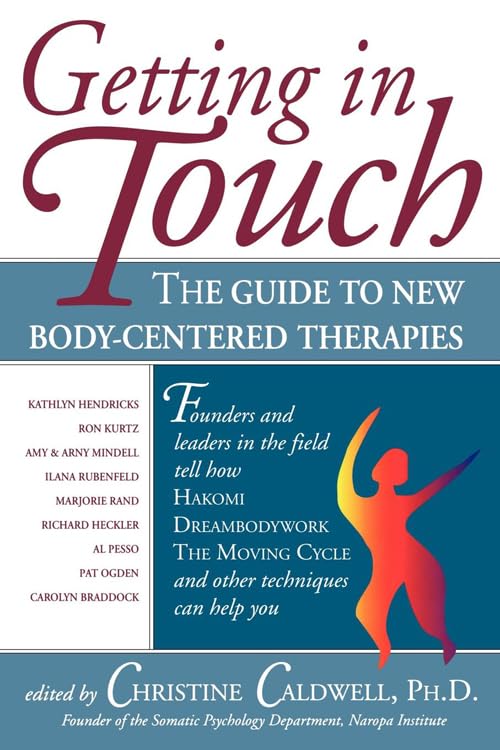 Getting in
Touch
THE GUIDE TO NEW
BODY-CENTERED THERAPIES
KATHLYN HENDRICKS
RON KURTZ
AMY & ARNY MINDELL
ILANA RUBENFELD
MARJORIE RAND
RICHARD HECKLER
AL PESSO
PAT OGDEN
CAROLYN BRADDOCK
Founders and
leaders in the field
tell how
HAKOMI
DREAMBODYWORK
THE MOVING CYCLE
and other techniques
can help you
edited by CHRISTINE CALDWELL, PH.D.
Founder of the Somatic Psychology Department, Naropa Institute